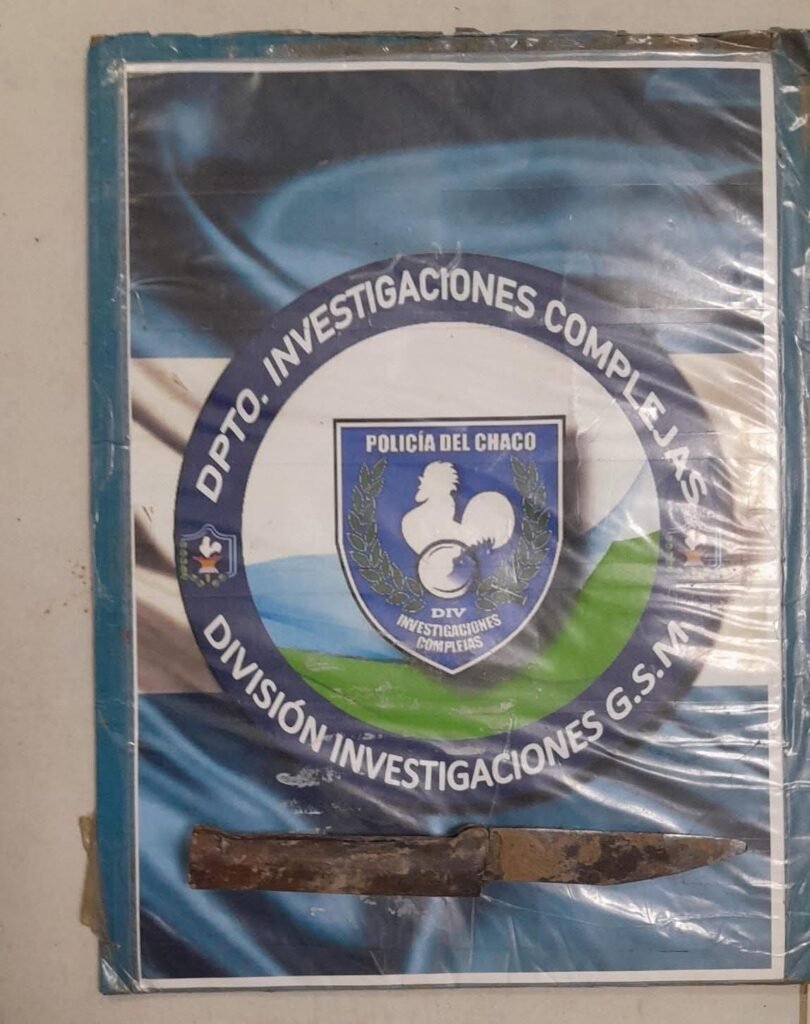 DPTO. INVESTIGACIONES COMPLEJAS
POLICÍA DEL CHACO
DIV
INVESTIGACIONES
COMPLEJAS
DIVISIÓN INVESTIGACIONES G.S.M